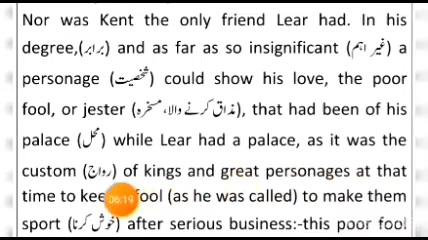 Nor was Kent the only friend Lear had. In his
degree,(برابر) and as far as so insignificant (غیر اہم) a
personage (شخصیت) could show his love, the poor
fool, or jester (مذاق کرنے والا، مسخرہ), that had been of his
palace (محل) while Lear had a palace, as it was the
custom (رواج) of kings and great personages at that
time to kee 06:19 fool (as he was called) to make them
sport (خوش کرنا) after serious business:-this poor fool